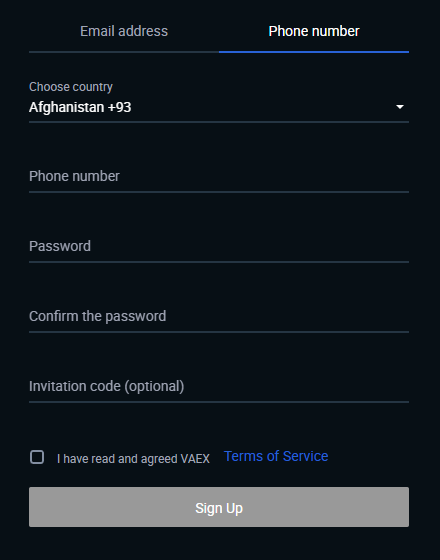 Email address
Phone number
Choose country
Afghanistan +93
Phone number
Password
Confirm the password
Invitation code (optional)
I have read and agreed VAEX Terms of Service
Sign Up